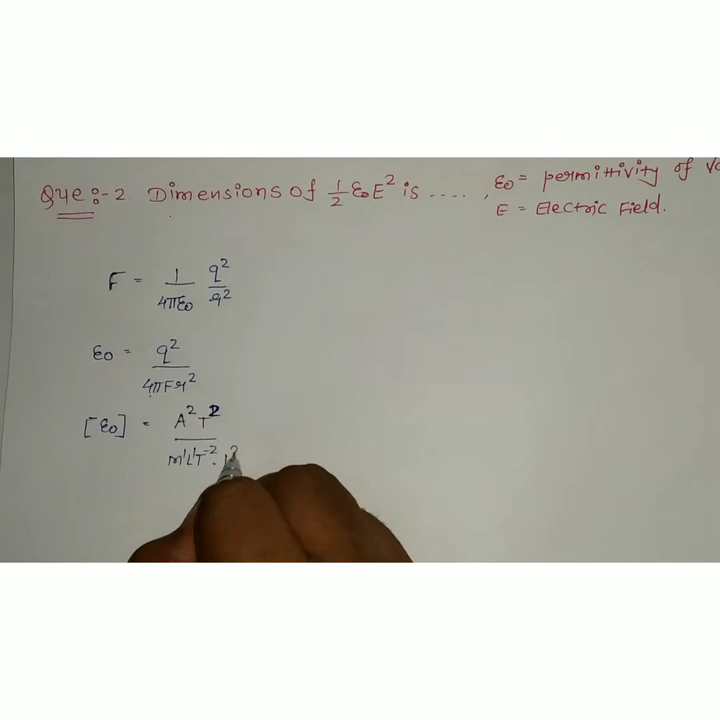 Que :- 2. Dimensions of 1/2 ε0E² is ....,
ε0 = permittivity of
E = Electric Field.
F = 1/4πε0 q²/r²
ε0 = q²/4πFr²
[ε0] = A²T²/M¹L¹T⁻².